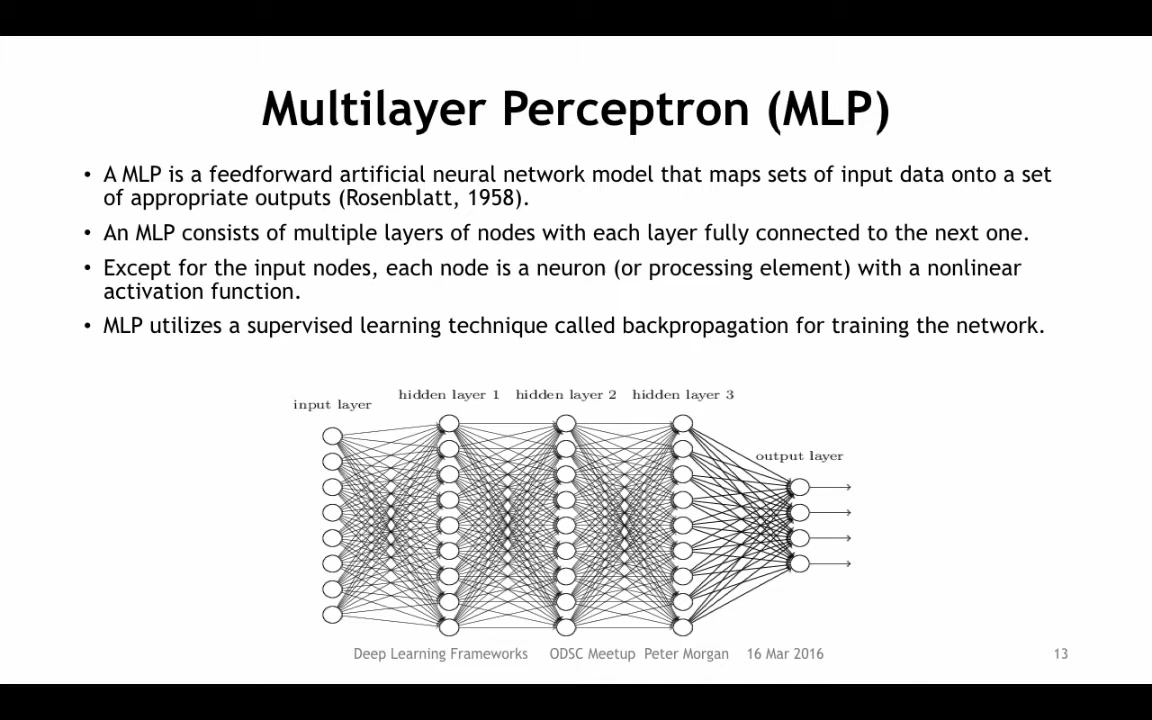 Multilayer Perceptron (MLP)
• A MLP is a feedforward artificial neural network model that maps sets of input data onto a set
of appropriate outputs (Rosenblatt, 1958).
• An MLP consists of multiple layers of nodes with each layer fully connected to the next one.
• Except for the input nodes, each node is a neuron (or processing element) with a nonlinear
activation function.
• MLP utilizes a supervised learning technique called backpropagation for training the network.
input layer
hidden layer 1 hidden layer 2 hidden layer 3
output layer
Deep Learning Frameworks ODSC Meetup Peter Morgan 16 Mar 2016 13